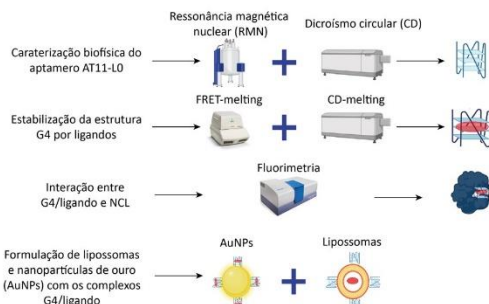 Ressonância magnética
nuclear (RMN)
Dicroísmo circular (CD)
Caraterização biofísica do
aptamero AT11-L0
FRET-melting
CD-melting
Estabilização da estrutura
G4 por ligandos
Fluorimetria
Interação entre
G4/ligando e NCL
AuNPs
Lipossomas
Formulação de lipossomas
e nanoparticulas de ouro
(AuNPs) com os complexos
G4/ligando